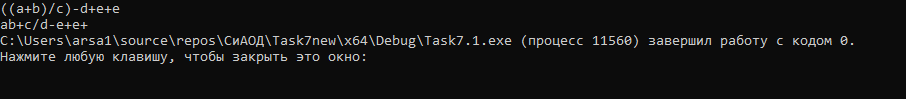 ((a+b)/c)-d+e+e
ab+c/d-e+e+
C:\Users\arsa1\source\repos\СиАОД\Task7new\x64\Debug\Task7.1.exe (процесс 11560) завершил работу с кодом 0.
Нажмите любую клавишу, чтобы закрыть это окно: